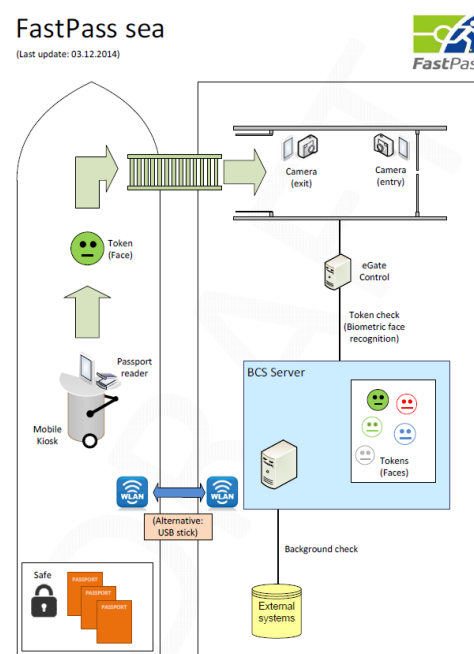 FastPass sea
(Last update: 03.12.2014)
FastPas
Camera
(exit)
Camera
(entry)
Token
(Face)
eGate
Control
Token check
(Biometric face
recognition)
Passport
reader
Mobile
Kiosk
BCS Server
Tokens
(Faces)
WLAN
WLAN
(Alternative:
USB stick)
Background check
Safe
PASSPORT
PASSPORT
PASSPORT
External
systems